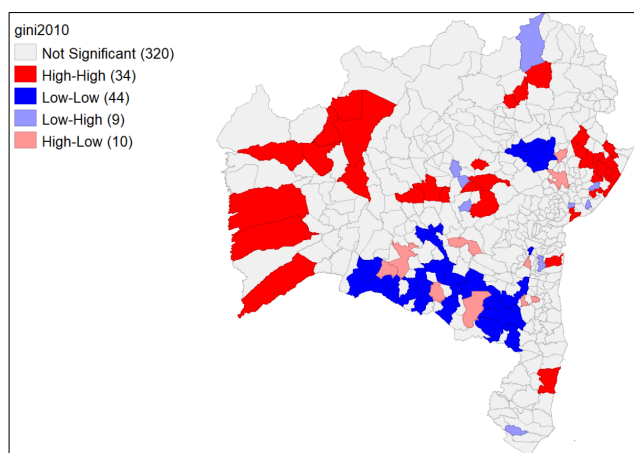 gini2010
Not Significant (320)
High-High (34)
Low-Low (44)
Low-High (9)
High-Low (10)